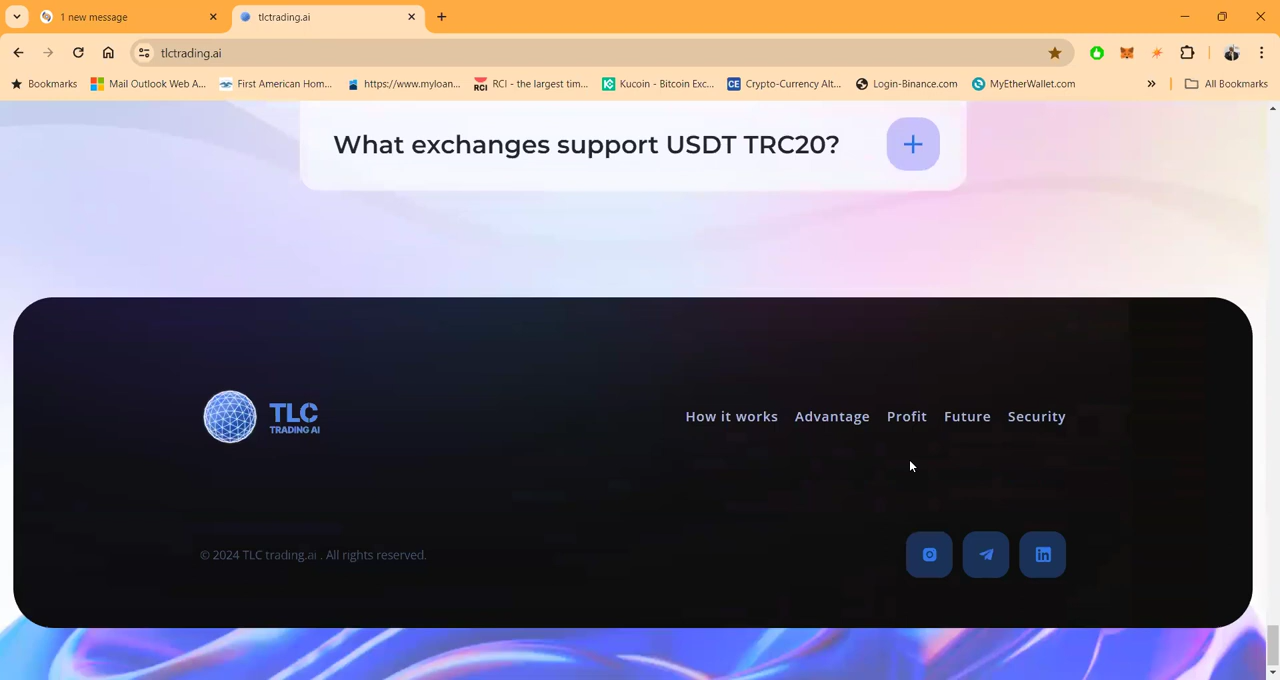 1 new message
tlctrading.ai
tlctrading.ai
Bookmarks
Mail Outlook Web A...
First American Hom...
https://www.myloan...
RCI - the largest tim...
Kucoin - Bitcoin Exc...
Crypto-Currency Alt...
Login-Binance.com
MyEtherWallet.com
All Bookmarks
What exchanges support USDT TRC20?
TLC
TRADING AI
How it works
Advantage
Profit
Future
Security
© 2024 TLC trading.ai . All rights reserved.